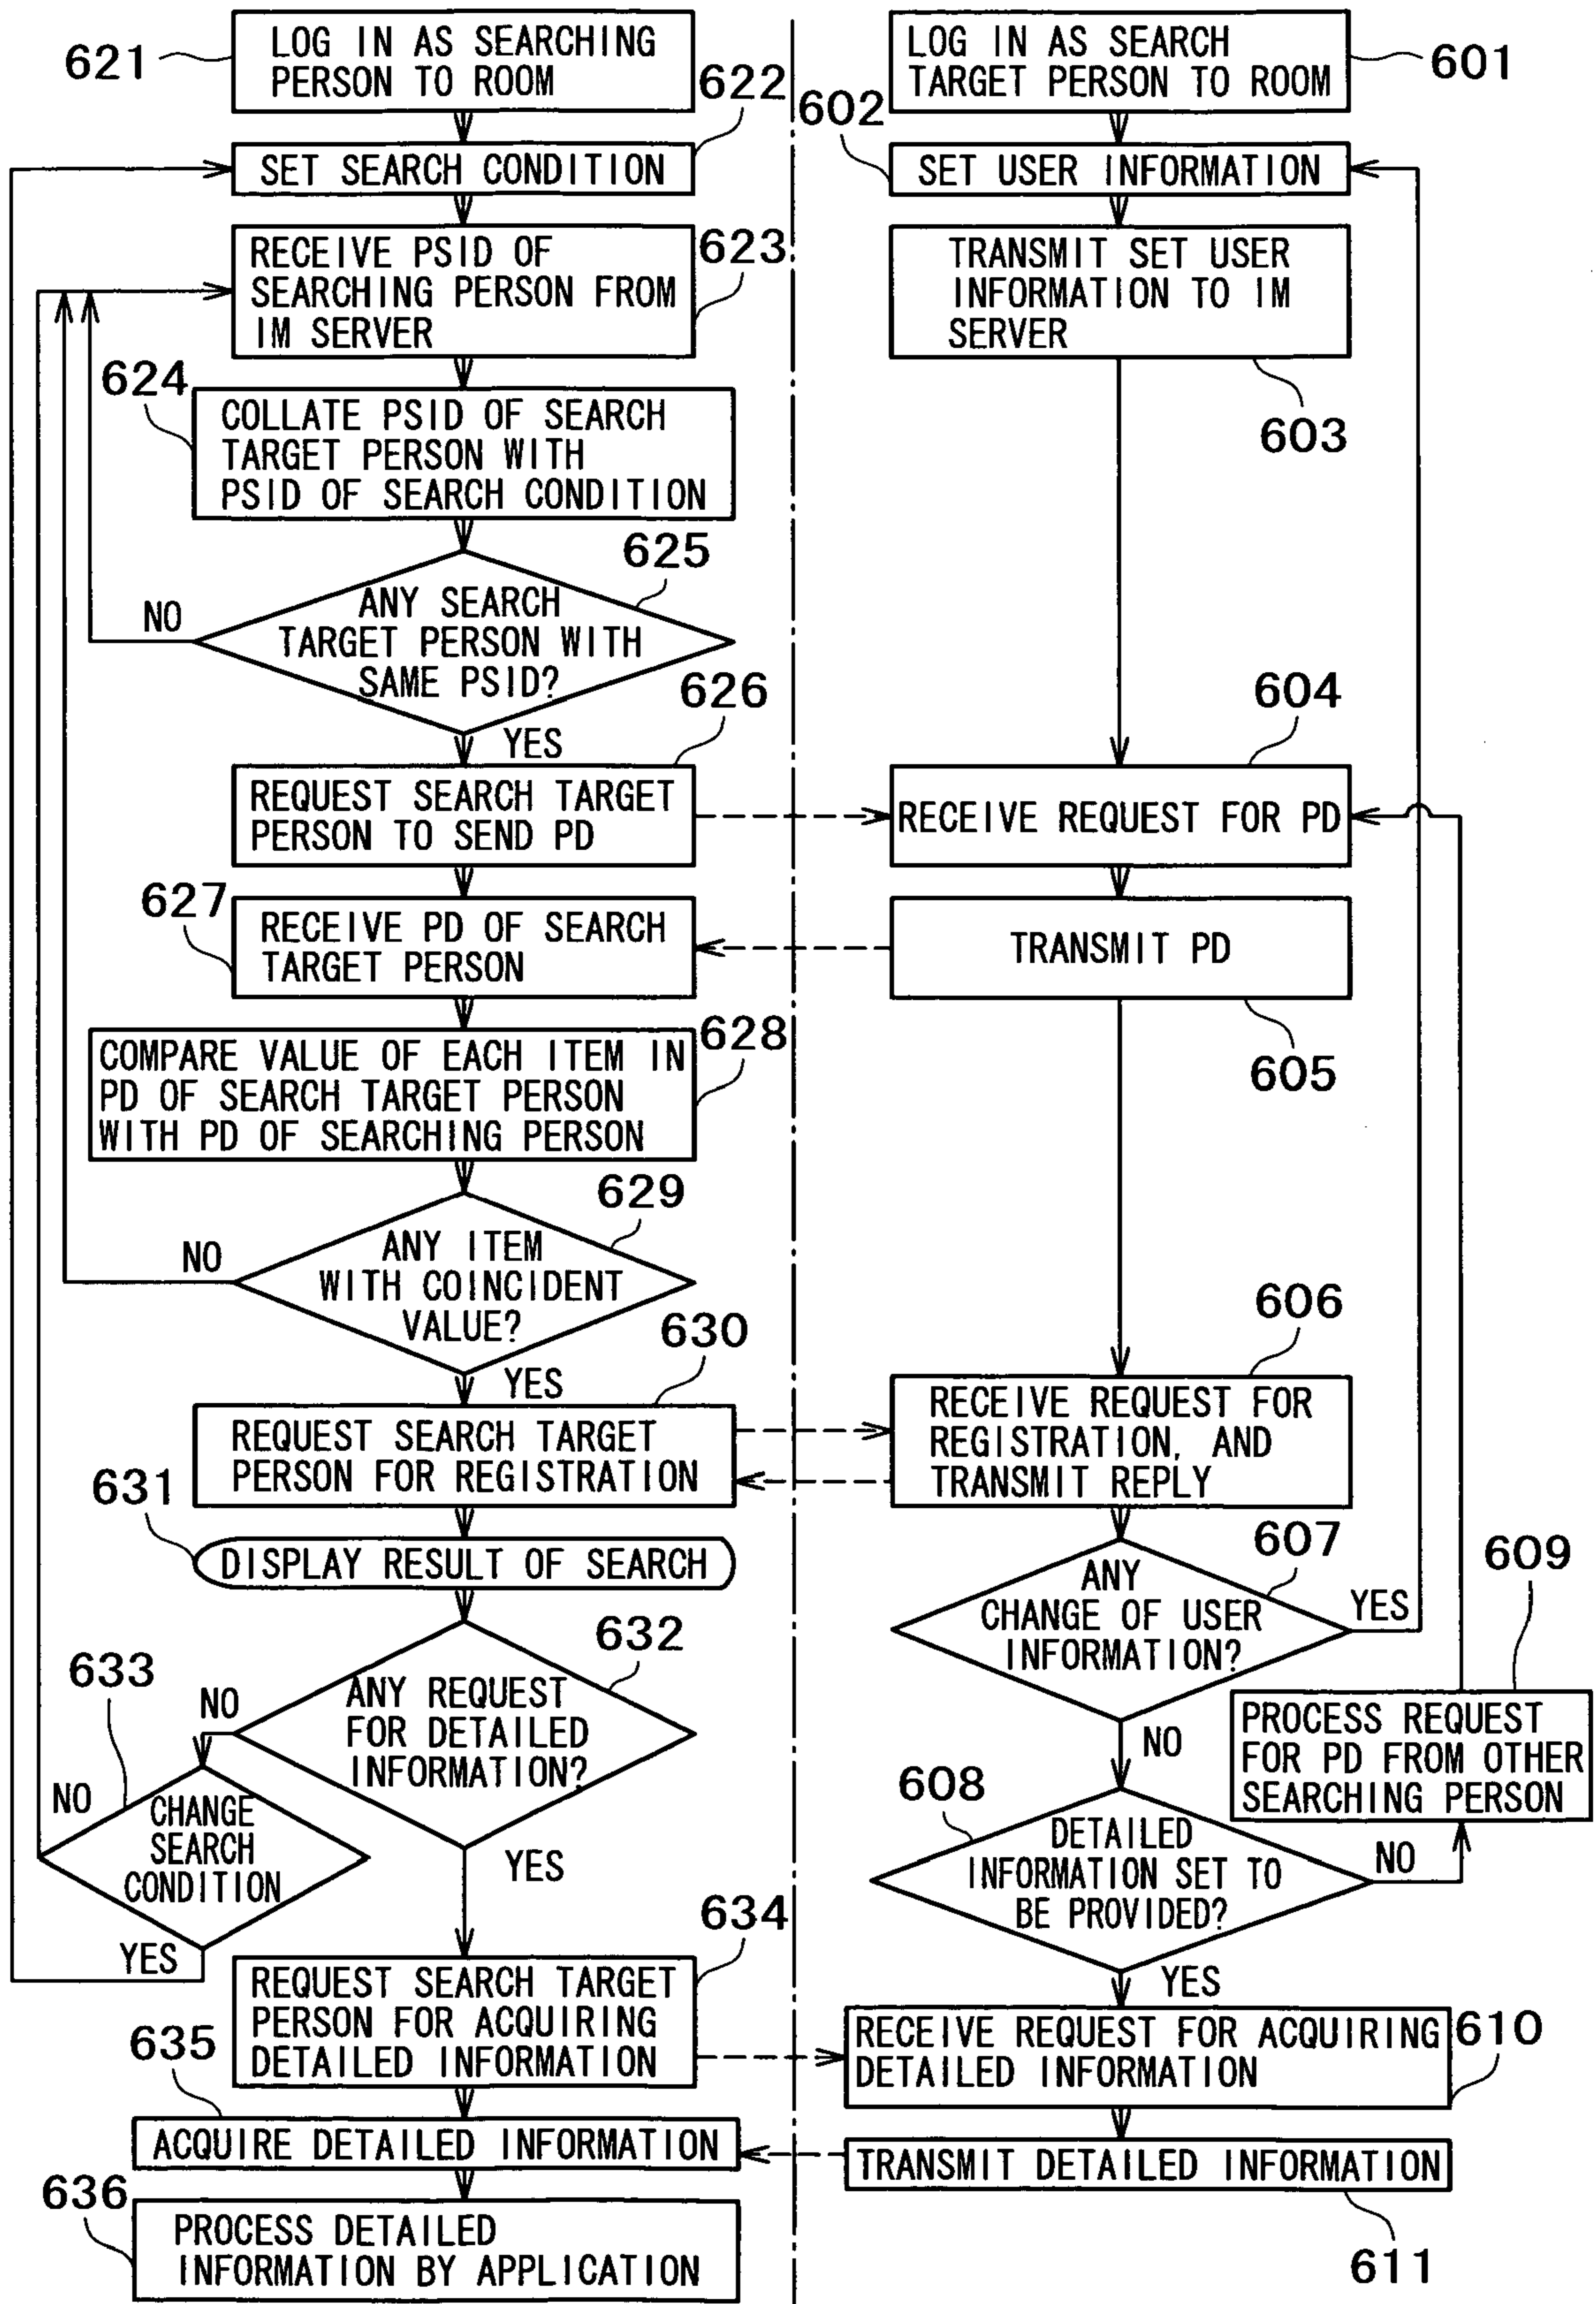 621
LOG IN AS SEARCHING
PERSON TO ROOM
622
SET SEARCH CONDITION
RECEIVE PSID OF
SEARCHING PERSON FROM
IM SERVER
623
624
COLLATE PSID OF SEARCH
TARGET PERSON WITH
PSID OF SEARCH CONDITION
625
ANY SEARCH
TARGET PERSON WITH
SAME PSID?
NO
YES
626
REQUEST SEARCH TARGET
PERSON TO SEND PD
627
RECEIVE PD OF SEARCH
TARGET PERSON
628
COMPARE VALUE OF EACH ITEM IN
PD OF SEARCH TARGET PERSON
WITH PD OF SEARCHING PERSON
629
ANY ITEM
WITH COINCIDENT
VALUE?
NO
YES
630
REQUEST SEARCH TARGET
PERSON FOR REGISTRATION
631
DISPLAY RESULT OF SEARCH
632
ANY REQUEST
FOR DETAILED
INFORMATION?
NO
YES
633
CHANGE
SEARCH
CONDITION
NO
YES
634
REQUEST SEARCH TARGET
PERSON FOR ACQUIRING
DETAILED INFORMATION
635
ACQUIRE DETAILED INFORMATION
636
PROCESS DETAILED
INFORMATION BY APPLICATION
LOG IN AS SEARCH
TARGET PERSON TO ROOM
601
602
SET USER INFORMATION
TRANSMIT SET USER
INFORMATION TO IM
SERVER
603
604
RECEIVE REQUEST FOR PD
TRANSMIT PD
605
606
RECEIVE REQUEST FOR
REGISTRATION, AND
TRANSMIT REPLY
607
ANY
CHANGE OF USER
INFORMATION?
YES
NO
609
PROCESS REQUEST
FOR PD FROM OTHER
SEARCHING PERSON
608
DETAILED
INFORMATION SET TO
BE PROVIDED?
NO
YES
RECEIVE REQUEST FOR ACQUIRING
DETAILED INFORMATION
610
TRANSMIT DETAILED INFORMATION
611